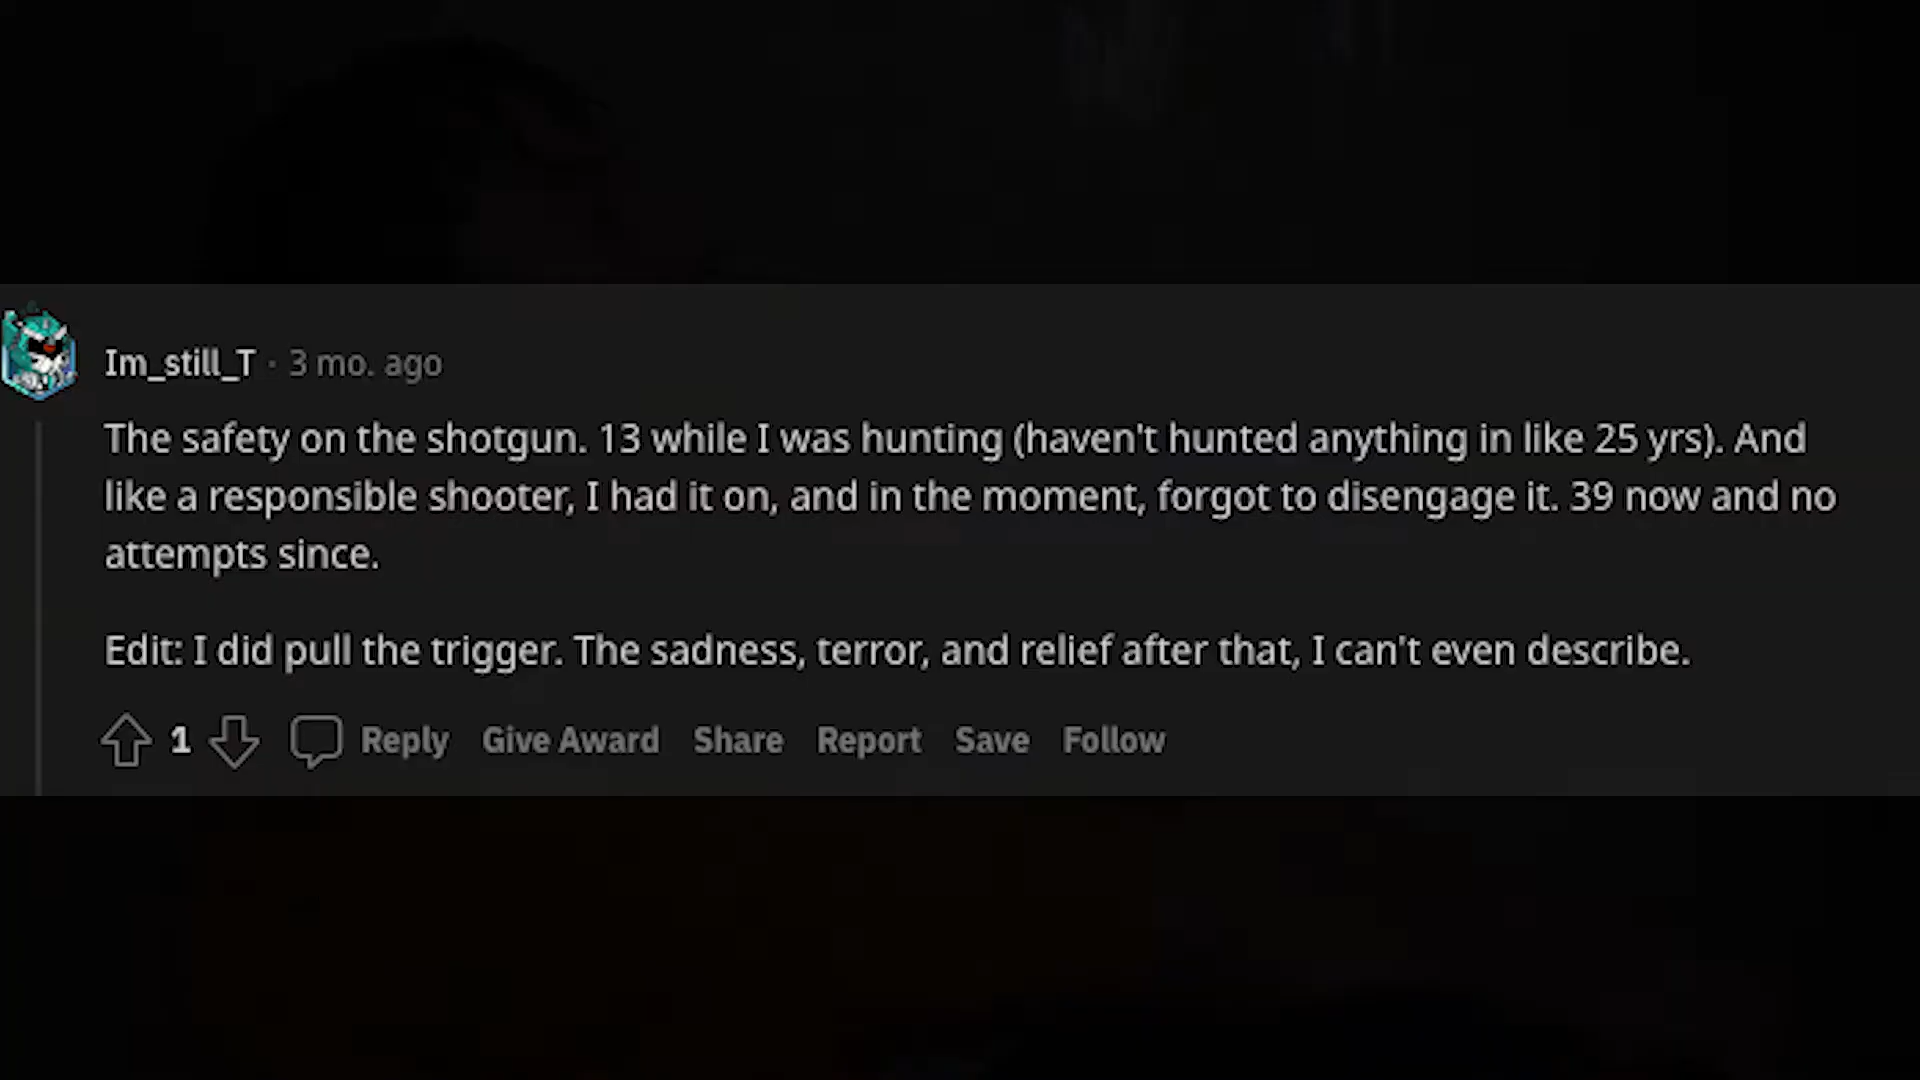 Im_still_T · 3 mo. ago
The safety on the shotgun. 13 while I was hunting (haven't hunted anything in like 25 yrs). And
like a responsible shooter, I had it on, and in the moment, forgot to disengage it. 39 now and no
attempts since.
Edit: I did pull the trigger. The sadness, terror, and relief after that, I can't even describe.
1 Reply Give Award Share Report Save Follow